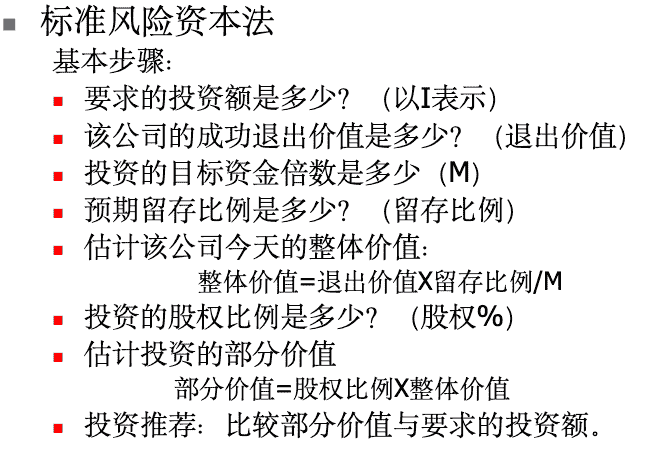 标准风险资本法
基本步骤：
要求的投资额是多少？（以I表示）
该公司的成功退出价值是多少？（退出价值）
投资的目标资金倍数是多少（M）
预期留存比例是多少？（留存比例）
估计该公司今天的整体价值：
整体价值=退出价值X留存比例/M
投资的股权比例是多少？（股权%）
估计投资的部分价值
部分价值=股权比例X整体价值
投资推荐：比较部分价值与要求的投资额。